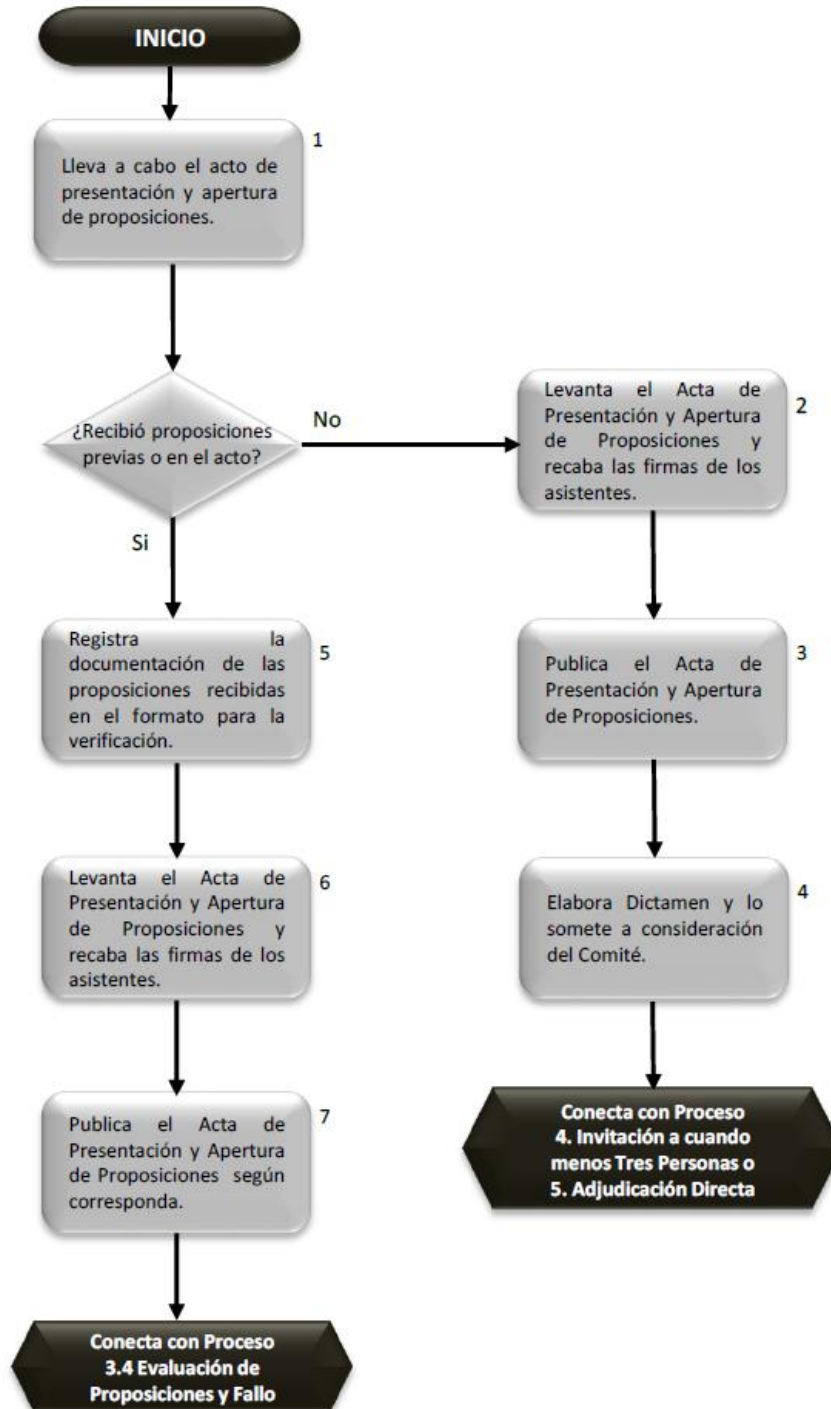 INICIO
1
Lleva a cabo el acto de
presentación y apertura
de proposiciones.
¿Recibió proposiciones
previas o en el acto?
No
Si
Levanta el Acta de
Presentación y Apertura
de Proposiciones y
recaba las firmas de los
asistentes.
2
Publica el Acta de
Presentación y Apertura
de Proposiciones.
3
Elabora Dictamen y lo
somete a consideración
del Comité.
4
Conecta con Proceso
4. Invitación a cuando
menos Tres Personas o
5. Adjudicación Directa
Registra la
documentación de las
proposiciones recibidas
en el formato para la
verificación.
5
Levanta el Acta de
Presentación y Apertura
de Proposiciones y
recaba las firmas de los
asistentes.
6
Publica el Acta de
Presentación y Apertura
de Proposiciones según
corresponda.
7
Conecta con Proceso
3.4 Evaluación de
Proposiciones y Fallo